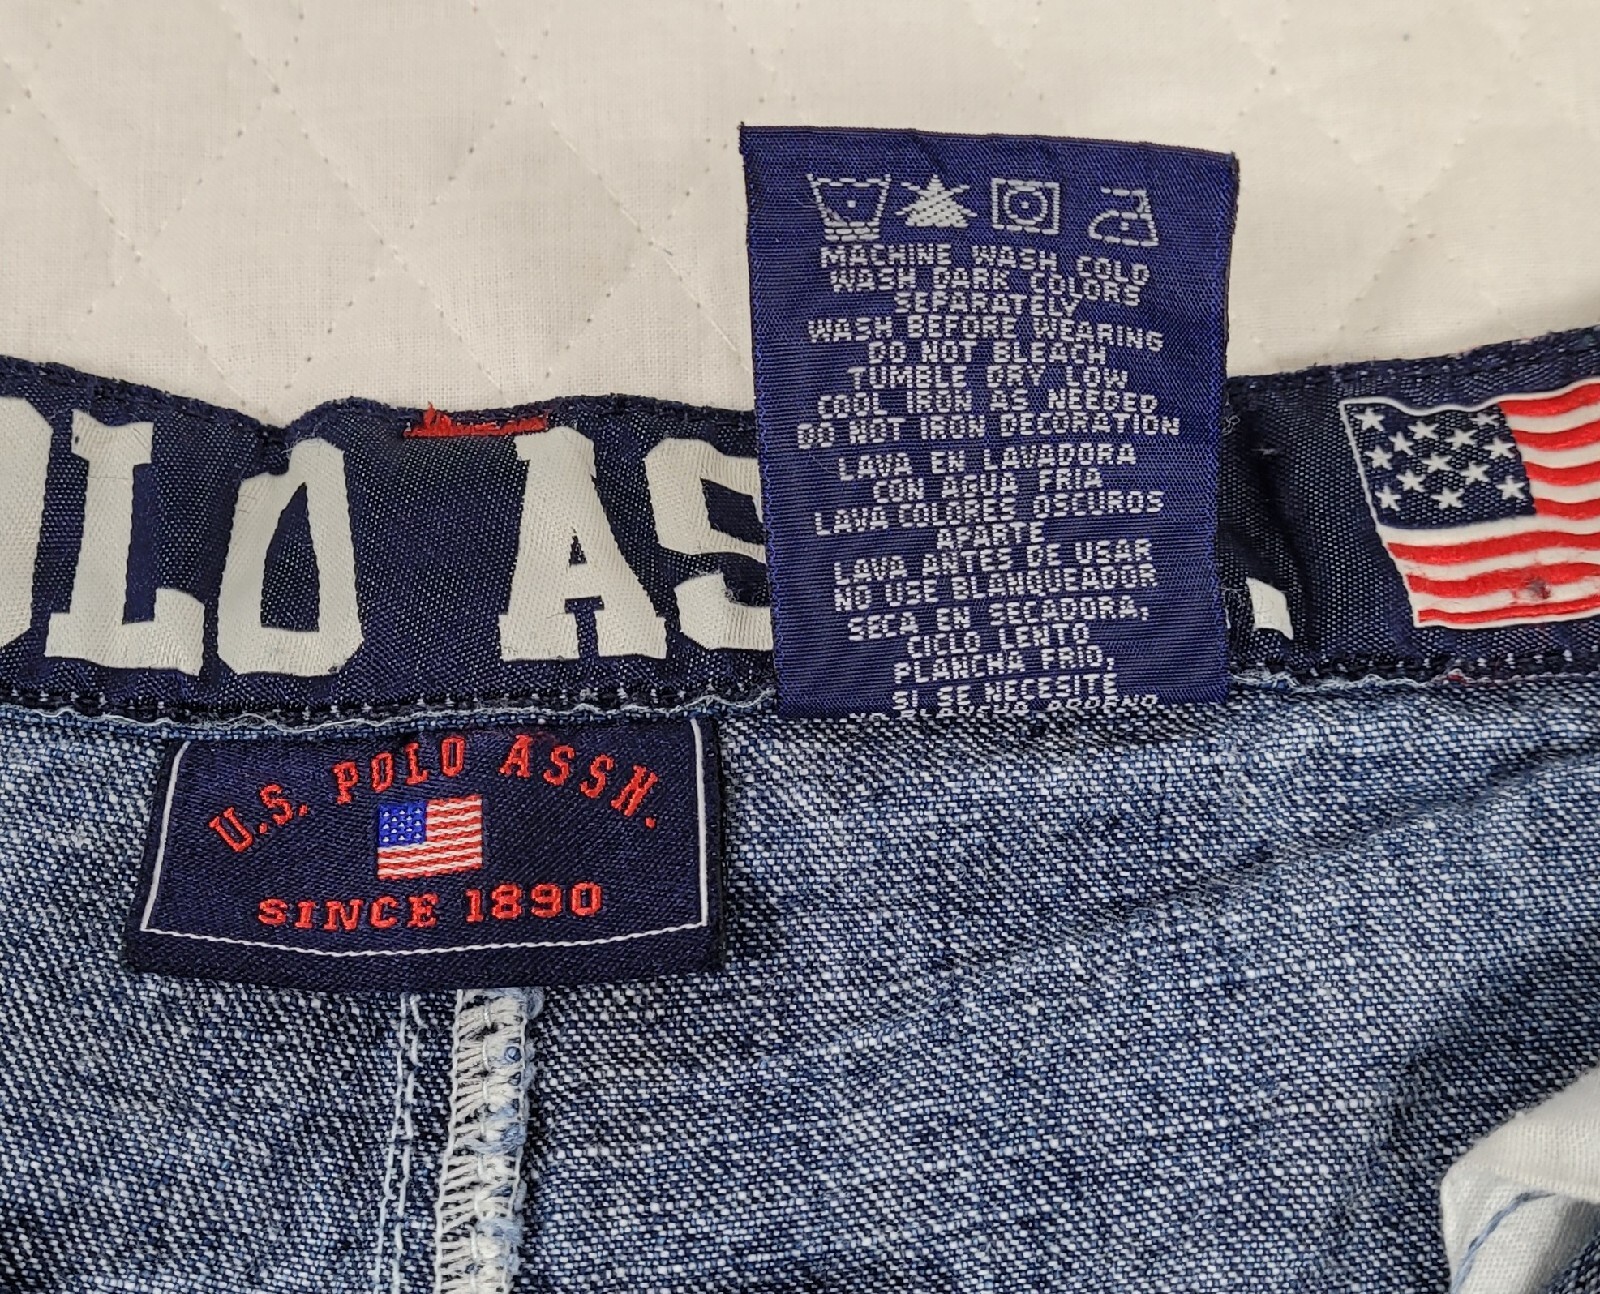 MACHINE WASH COLD
WASH DARK COLORS
SEPARATELY
WASH BEFORE WEARING
DO NOT BLEACH
TUMBLE DRY LOW
COOL IRON AS NEEDED
DO NOT IRON DECORATION
LAVA EN LAVADORA
CON AGUA FRIA
LAVA COLORES OSCUROS
APARTE
LAVA ANTES DE USAR
NO USE BLANQUEADOR
SECA EN SECADORA,
CICLO LENTO
PLANCHA FRIO,
SI SE NECESITE
OLO AS
U.S. POLO ASSN.
SINCE 1890